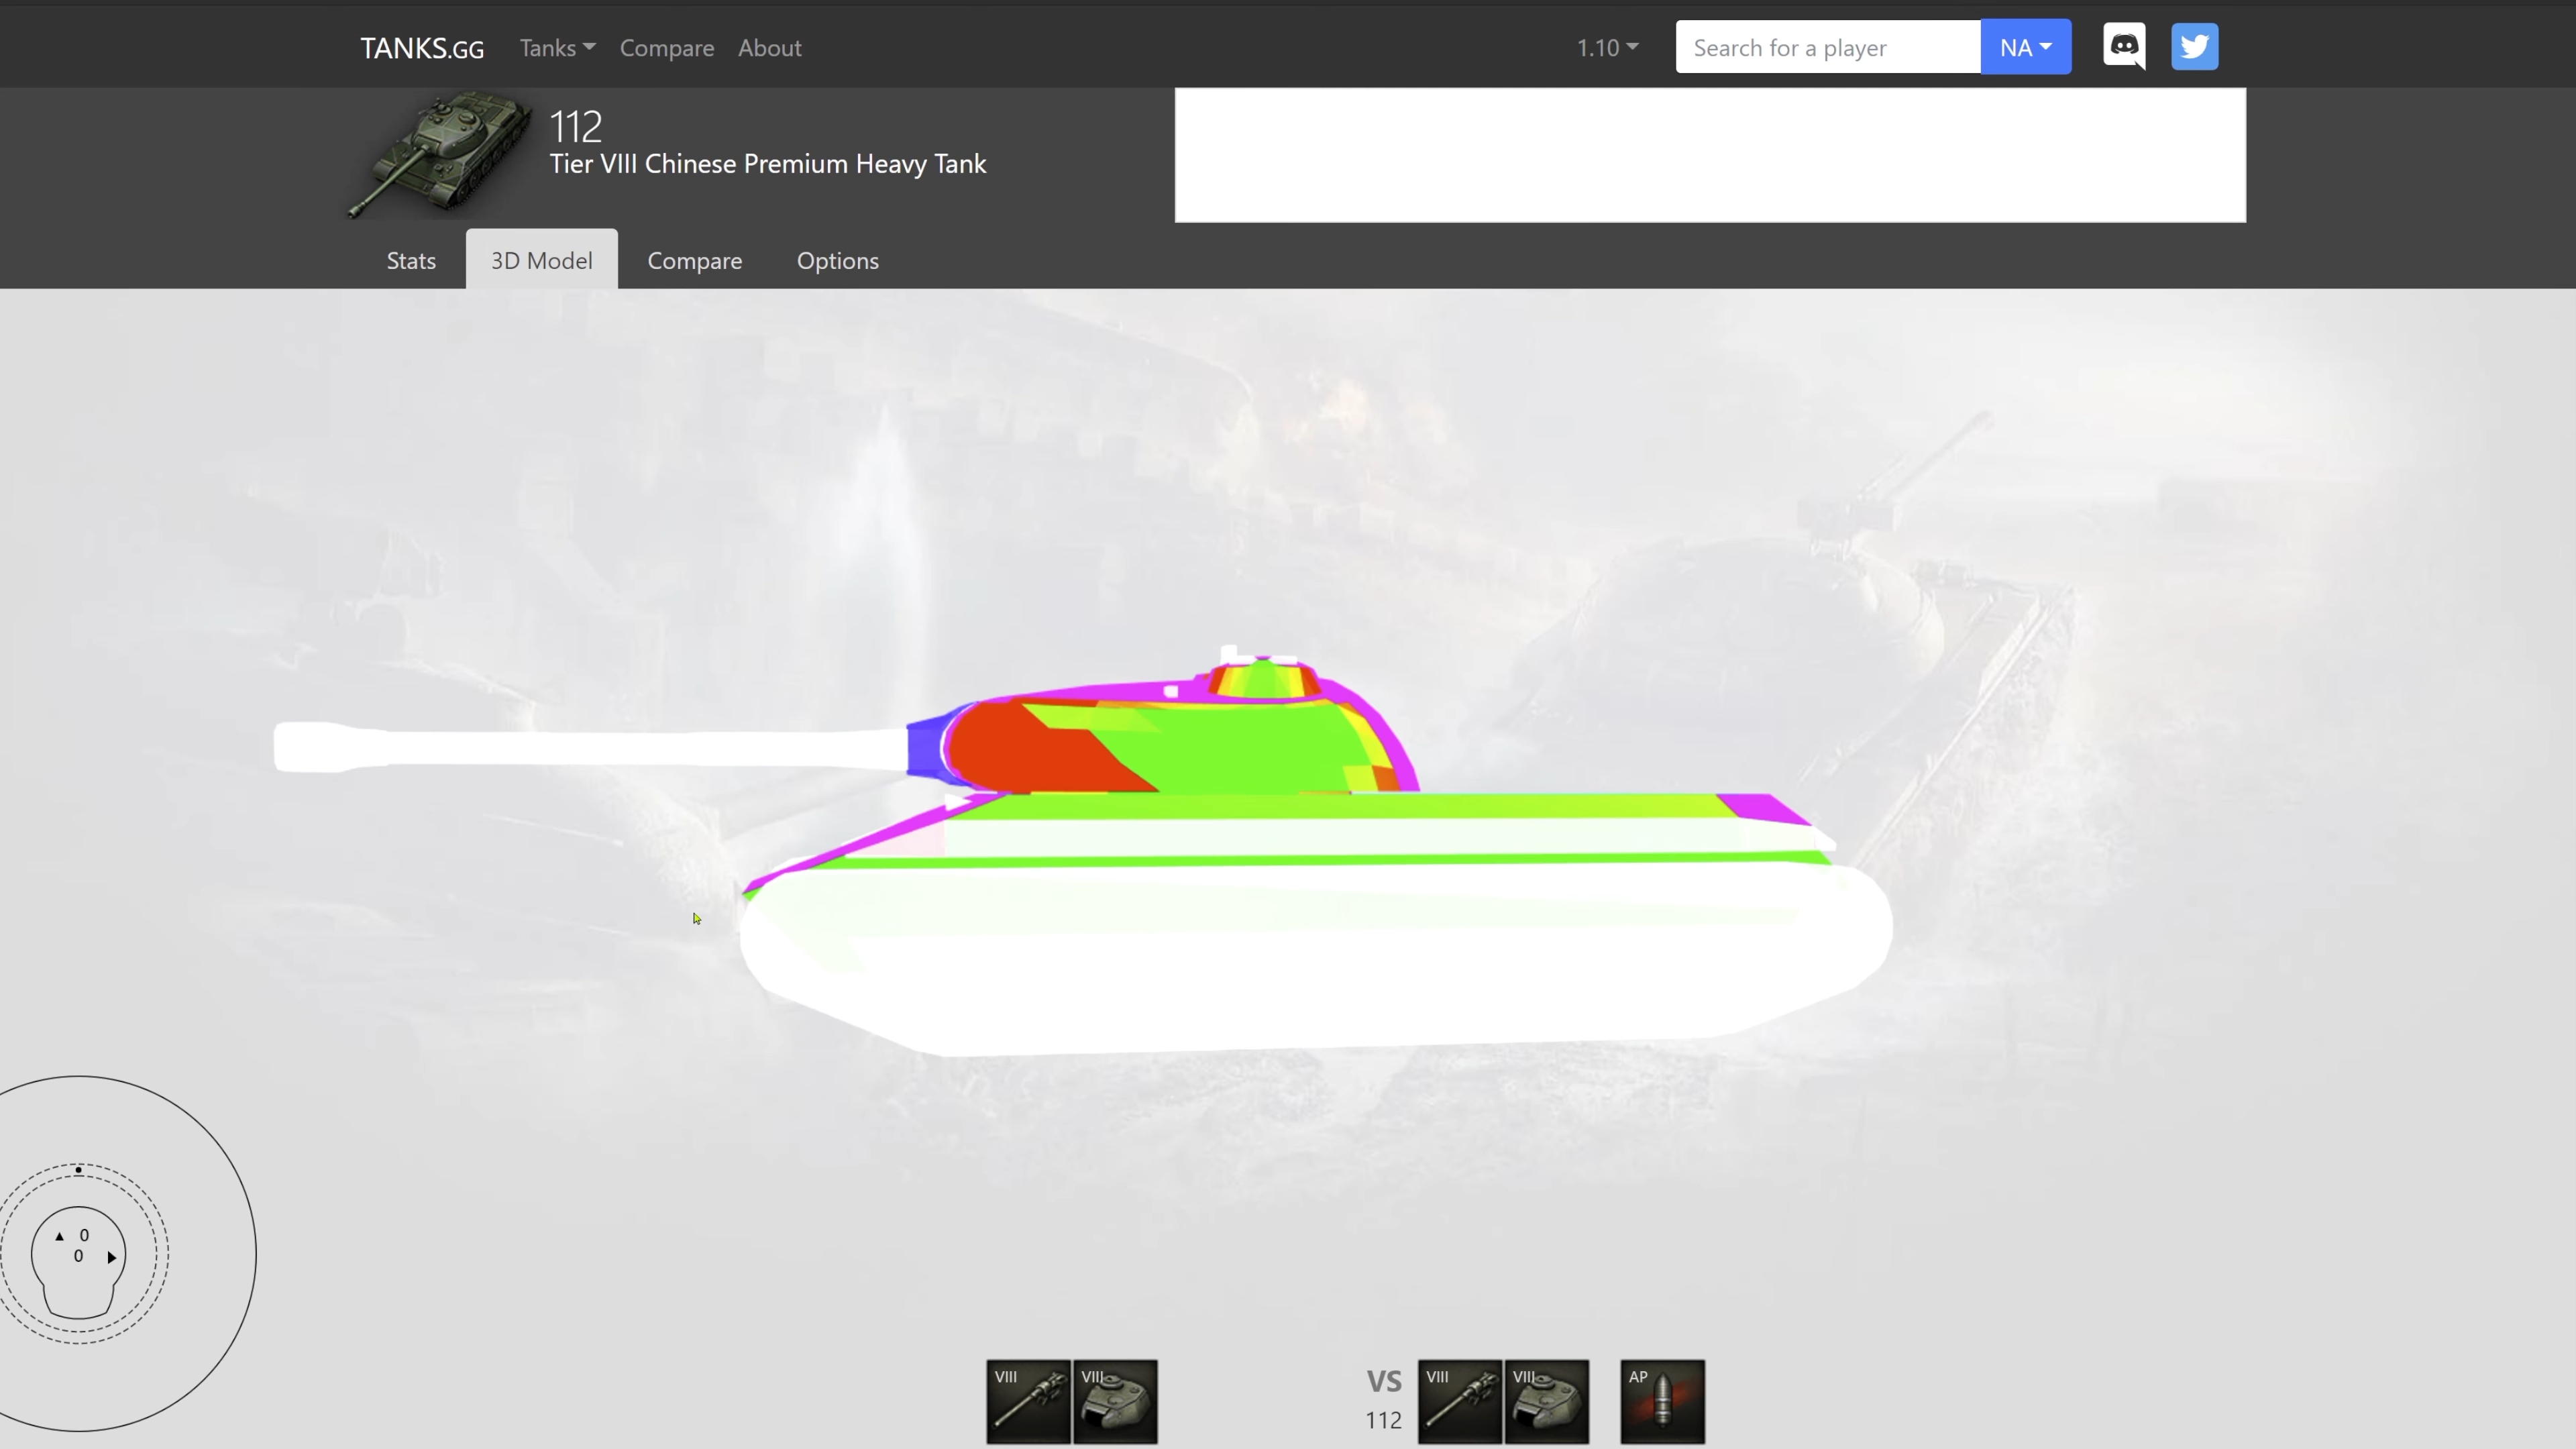 TANKS.GG Tanks Compare About 1.10 Search for a player NA
112
Tier VIII Chinese Premium Heavy Tank
Stats 3D Model Compare Options
0
0
VIII VIII VS VIII VIII AP
112